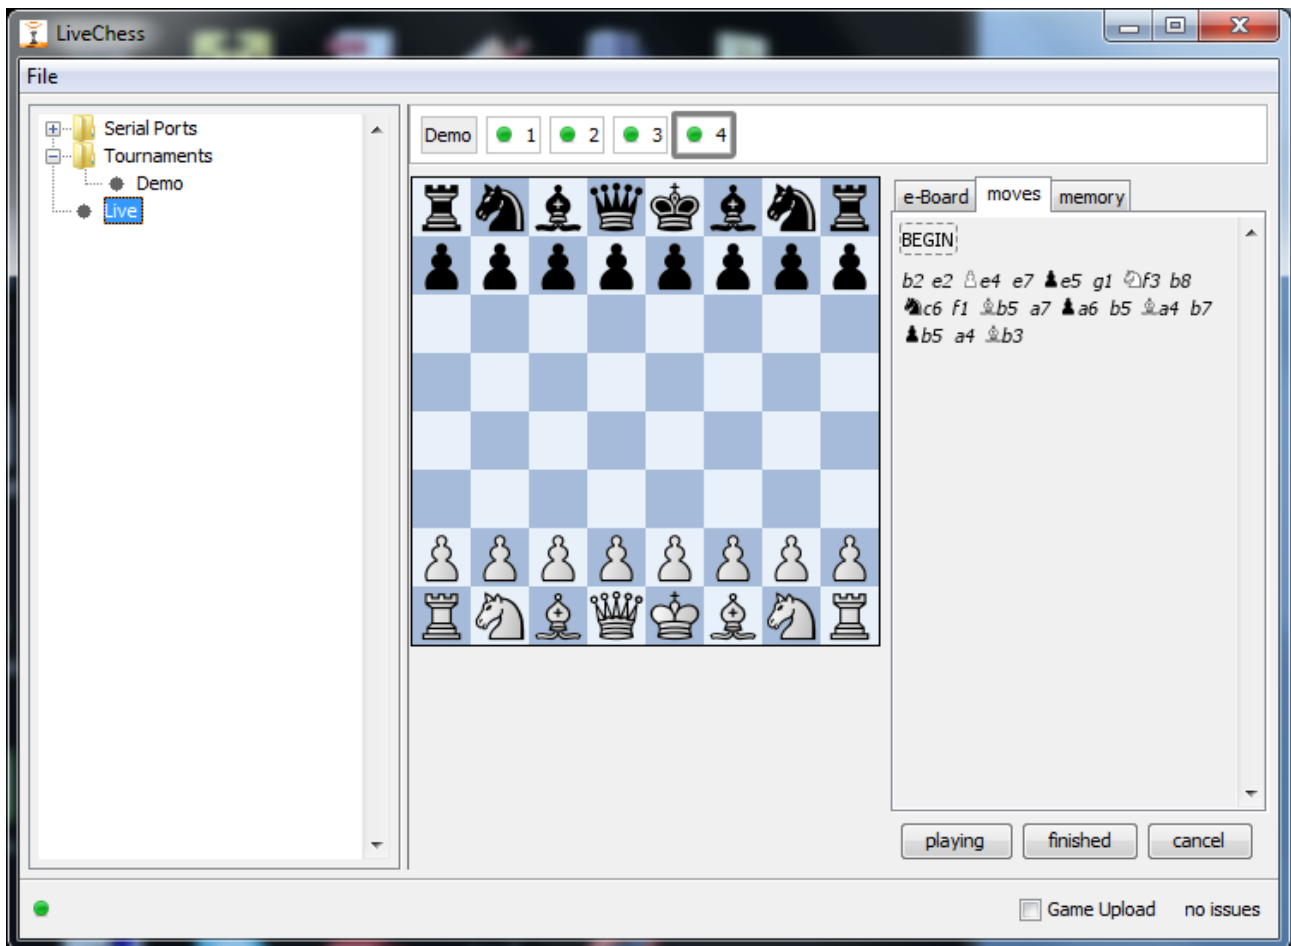 LiveChess
File
Serial Ports
Tournaments
Demo
Live
Demo 1 2 3 4
e-Board moves memory
BEGIN
b2 e2 ♙e4 e7 ♟e5 g1 ♘f3 b8
♞c6 f1 ♗b5 a7 ♟a6 b5 ♗a4 b7
♟b5 a4 ♗b3
playing finished cancel
Game Upload no issues